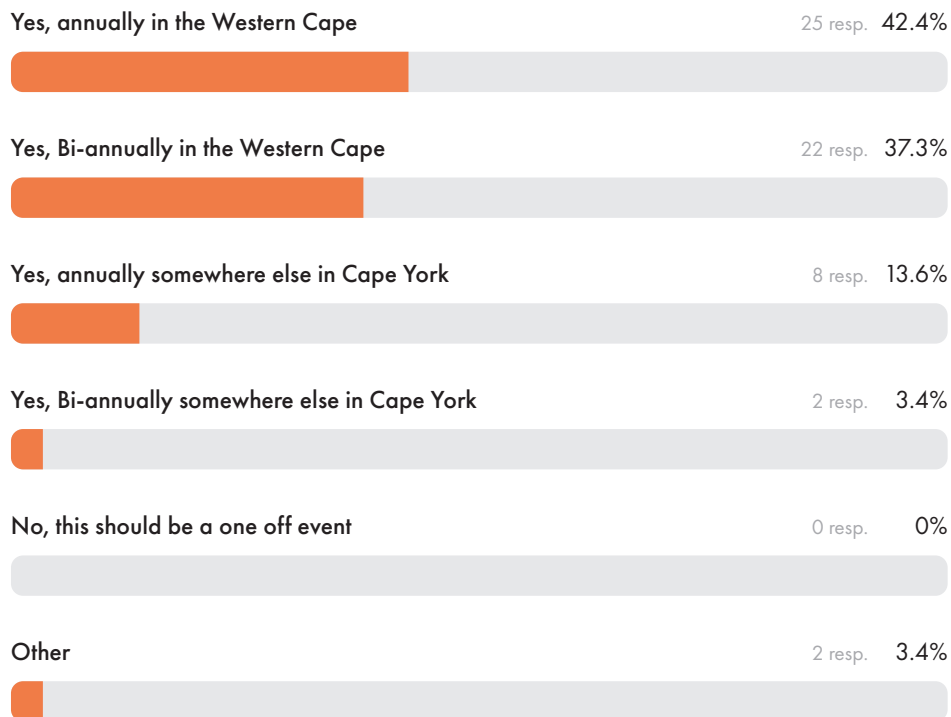 Yes, annually in the Western Cape 25 resp. 42.4%
Yes, Bi-annually in the Western Cape 22 resp. 37.3%
Yes, annually somewhere else in Cape York 8 resp. 13.6%
Yes, Bi-annually somewhere else in Cape York 2 resp. 3.4%
No, this should be a one off event 0 resp. 0%
Other 2 resp. 3.4%